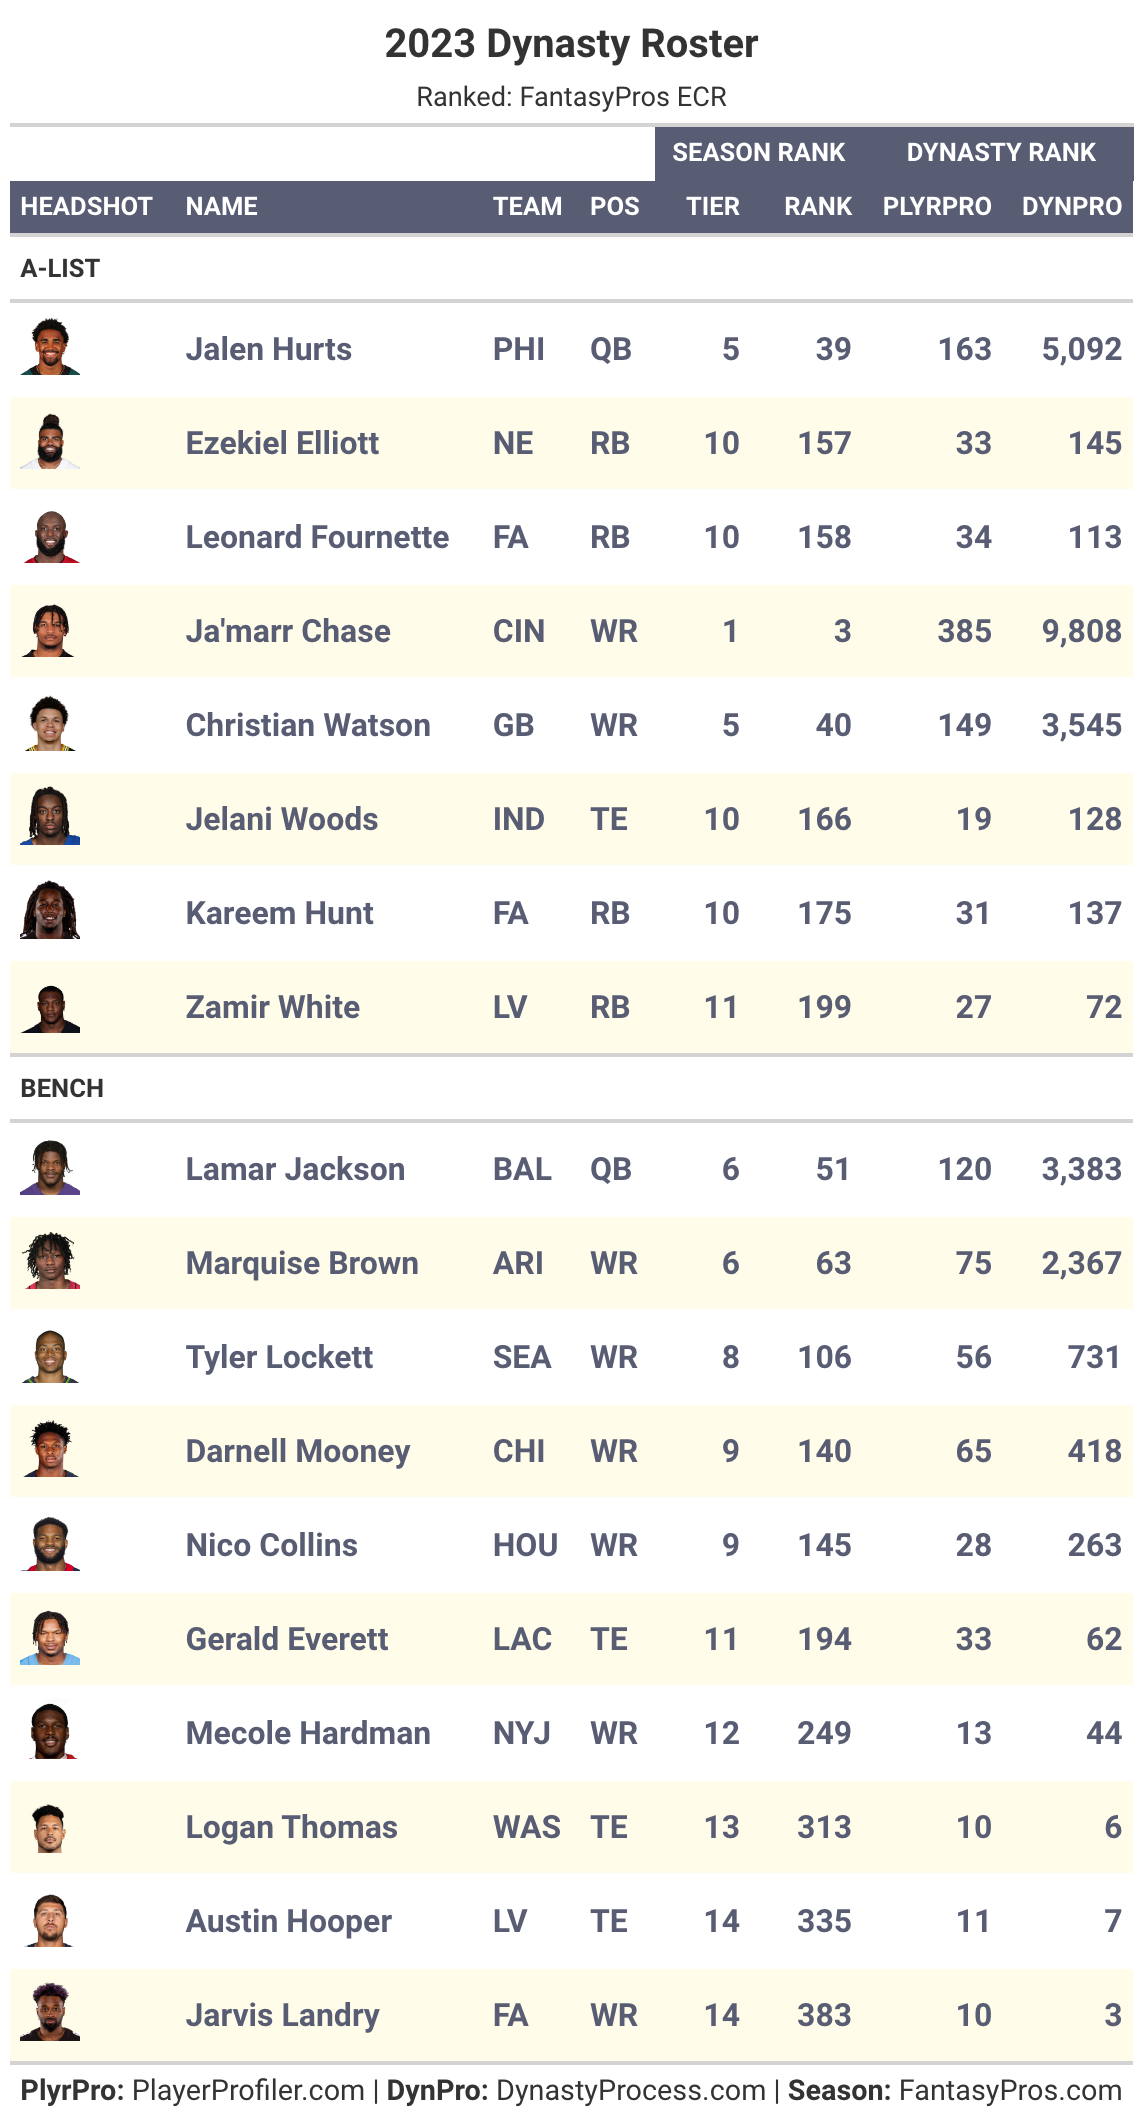 2023 Dynasty Roster
Ranked: FantasyPros ECR
SEASON RANK DYNASTY RANK
HEADSHOT NAME TEAM POS TIER RANK PLYRPRO DYNPRO
A-LIST
Jalen Hurts PHI QB 5 39 163 5,092
Ezekiel Elliott NE RB 10 157 33 145
Leonard Fournette FA RB 10 158 34 113
Ja'marr Chase CIN WR 1 3 385 9,808
Christian Watson GB WR 5 40 149 3,545
Jelani Woods IND TE 10 166 19 128
Kareem Hunt FA RB 10 175 31 137
Zamir White LV RB 11 199 27 72
BENCH
Lamar Jackson BAL QB 6 51 120 3,383
Marquise Brown ARI WR 6 63 75 2,367
Tyler Lockett SEA WR 8 106 56 731
Darnell Mooney CHI WR 9 140 65 418
Nico Collins HOU WR 9 145 28 263
Gerald Everett LAC TE 11 194 33 62
Mecole Hardman NYJ WR 12 249 13 44
Logan Thomas WAS TE 13 313 10 6
Austin Hooper LV TE 14 335 11 7
Jarvis Landry FA WR 14 383 10 3
PlyrPro: PlayerProfiler.com | DynPro: DynastyProcess.com | Season: FantasyPros.com